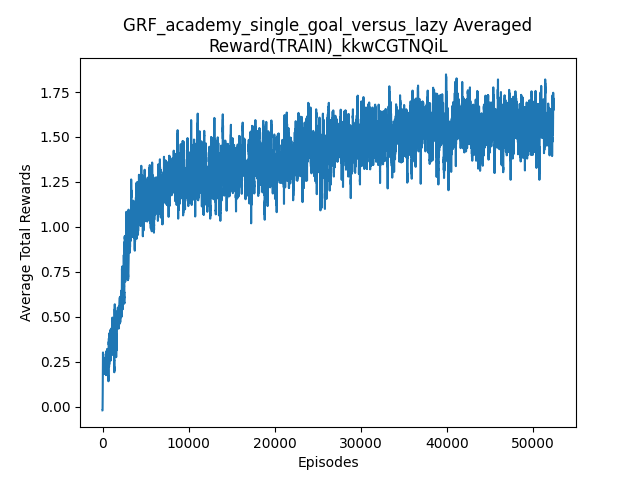 GRF_academy_single_goal_versus_lazy Averaged
Reward(TRAIN)_kkwCGTNQiL
1.75
1.50
1.25
1.00
0.75
0.50
0.25
0.00
Average Total Rewards
0 10000 20000 30000 40000 50000
Episodes